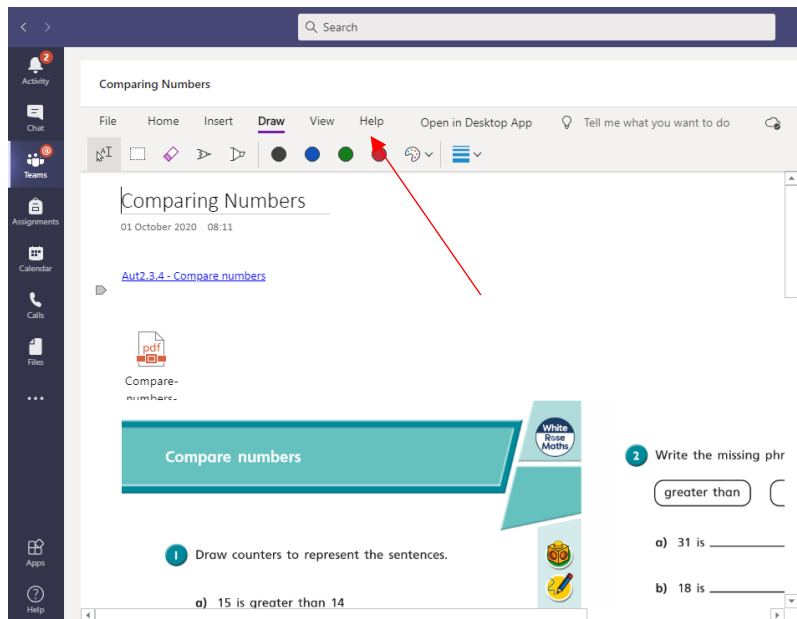 Search
2
Activity
Chat
@
Teams
Assignments
Calendar
Calls
Files
Apps
Help
Comparing Numbers
File Home Insert Draw View Help Open in Desktop App Tell me what you want to do
Comparing Numbers
01 October 2020 08:11
Aut2.3.4 - Compare numbers
pdf
Compare-
numbers-
Compare numbers
White
Rose
Maths
1 Draw counters to represent the sentences.
a) 15 is greater than 14
2 Write the missing phr
greater than
a) 31 is
b) 18 is